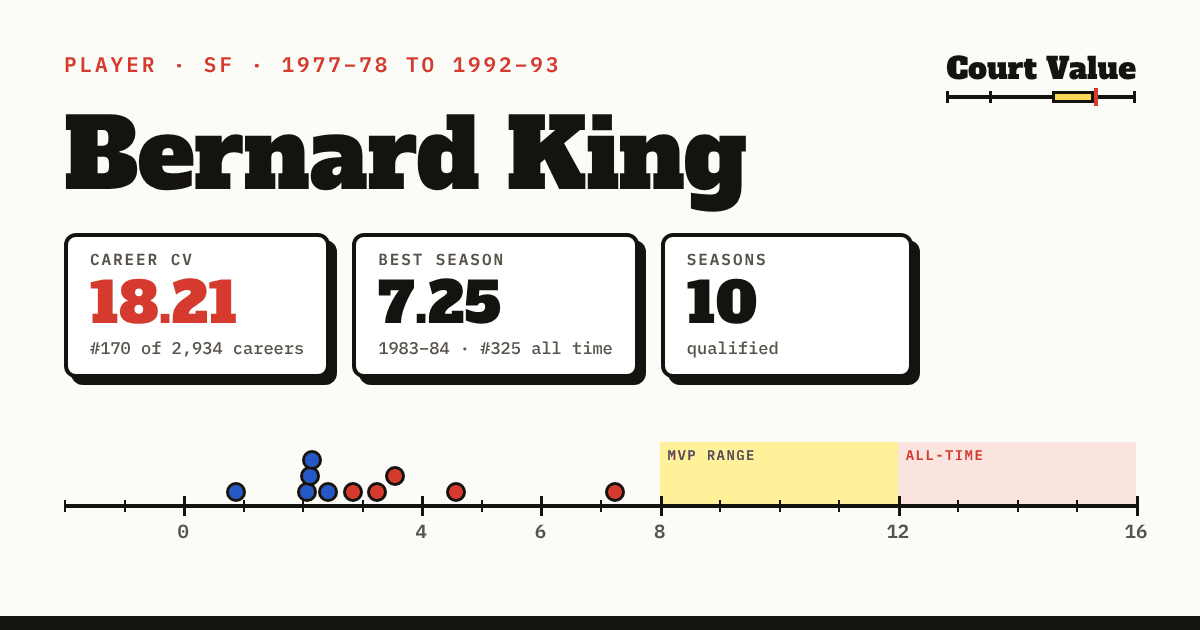 PLAYER · SF · 1977–78 TO 1992–93
Court Value
Bernard King
CAREER CV
18.21
#170 of 2,934 careers
BEST SEASON
7.25
1983–84 · #325 all time
SEASONS
10
qualified
MVP RANGE
ALL-TIME
0 4 6 8 12 16